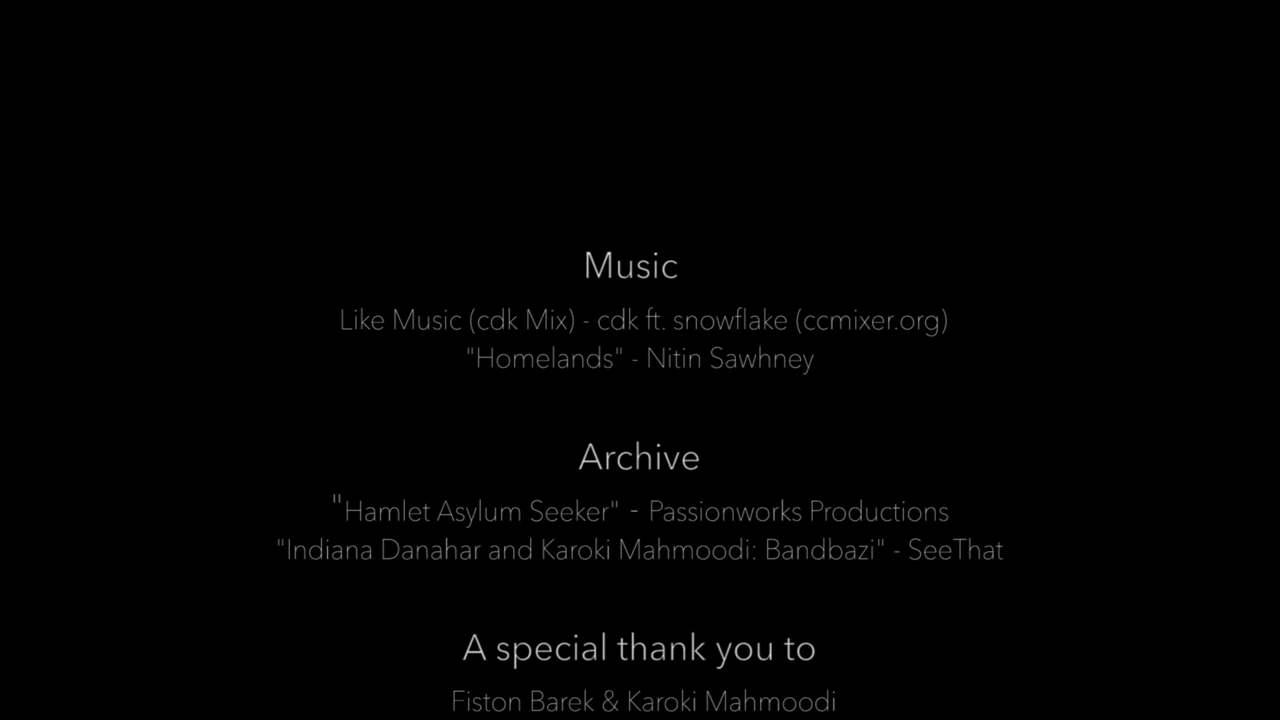 Music
Like Music (cdk Mix) - cdk ft. snowflake (ccmixer.org)
"Homelands" - Nitin Sawhney
Archive
"Hamlet Asylum Seeker" - Passionworks Productions
"Indiana Danahar and Karoki Mahmoodi: Bandbazi" - SeeThat
A special thank you to
Fiston Barek & Karoki Mahmoodi